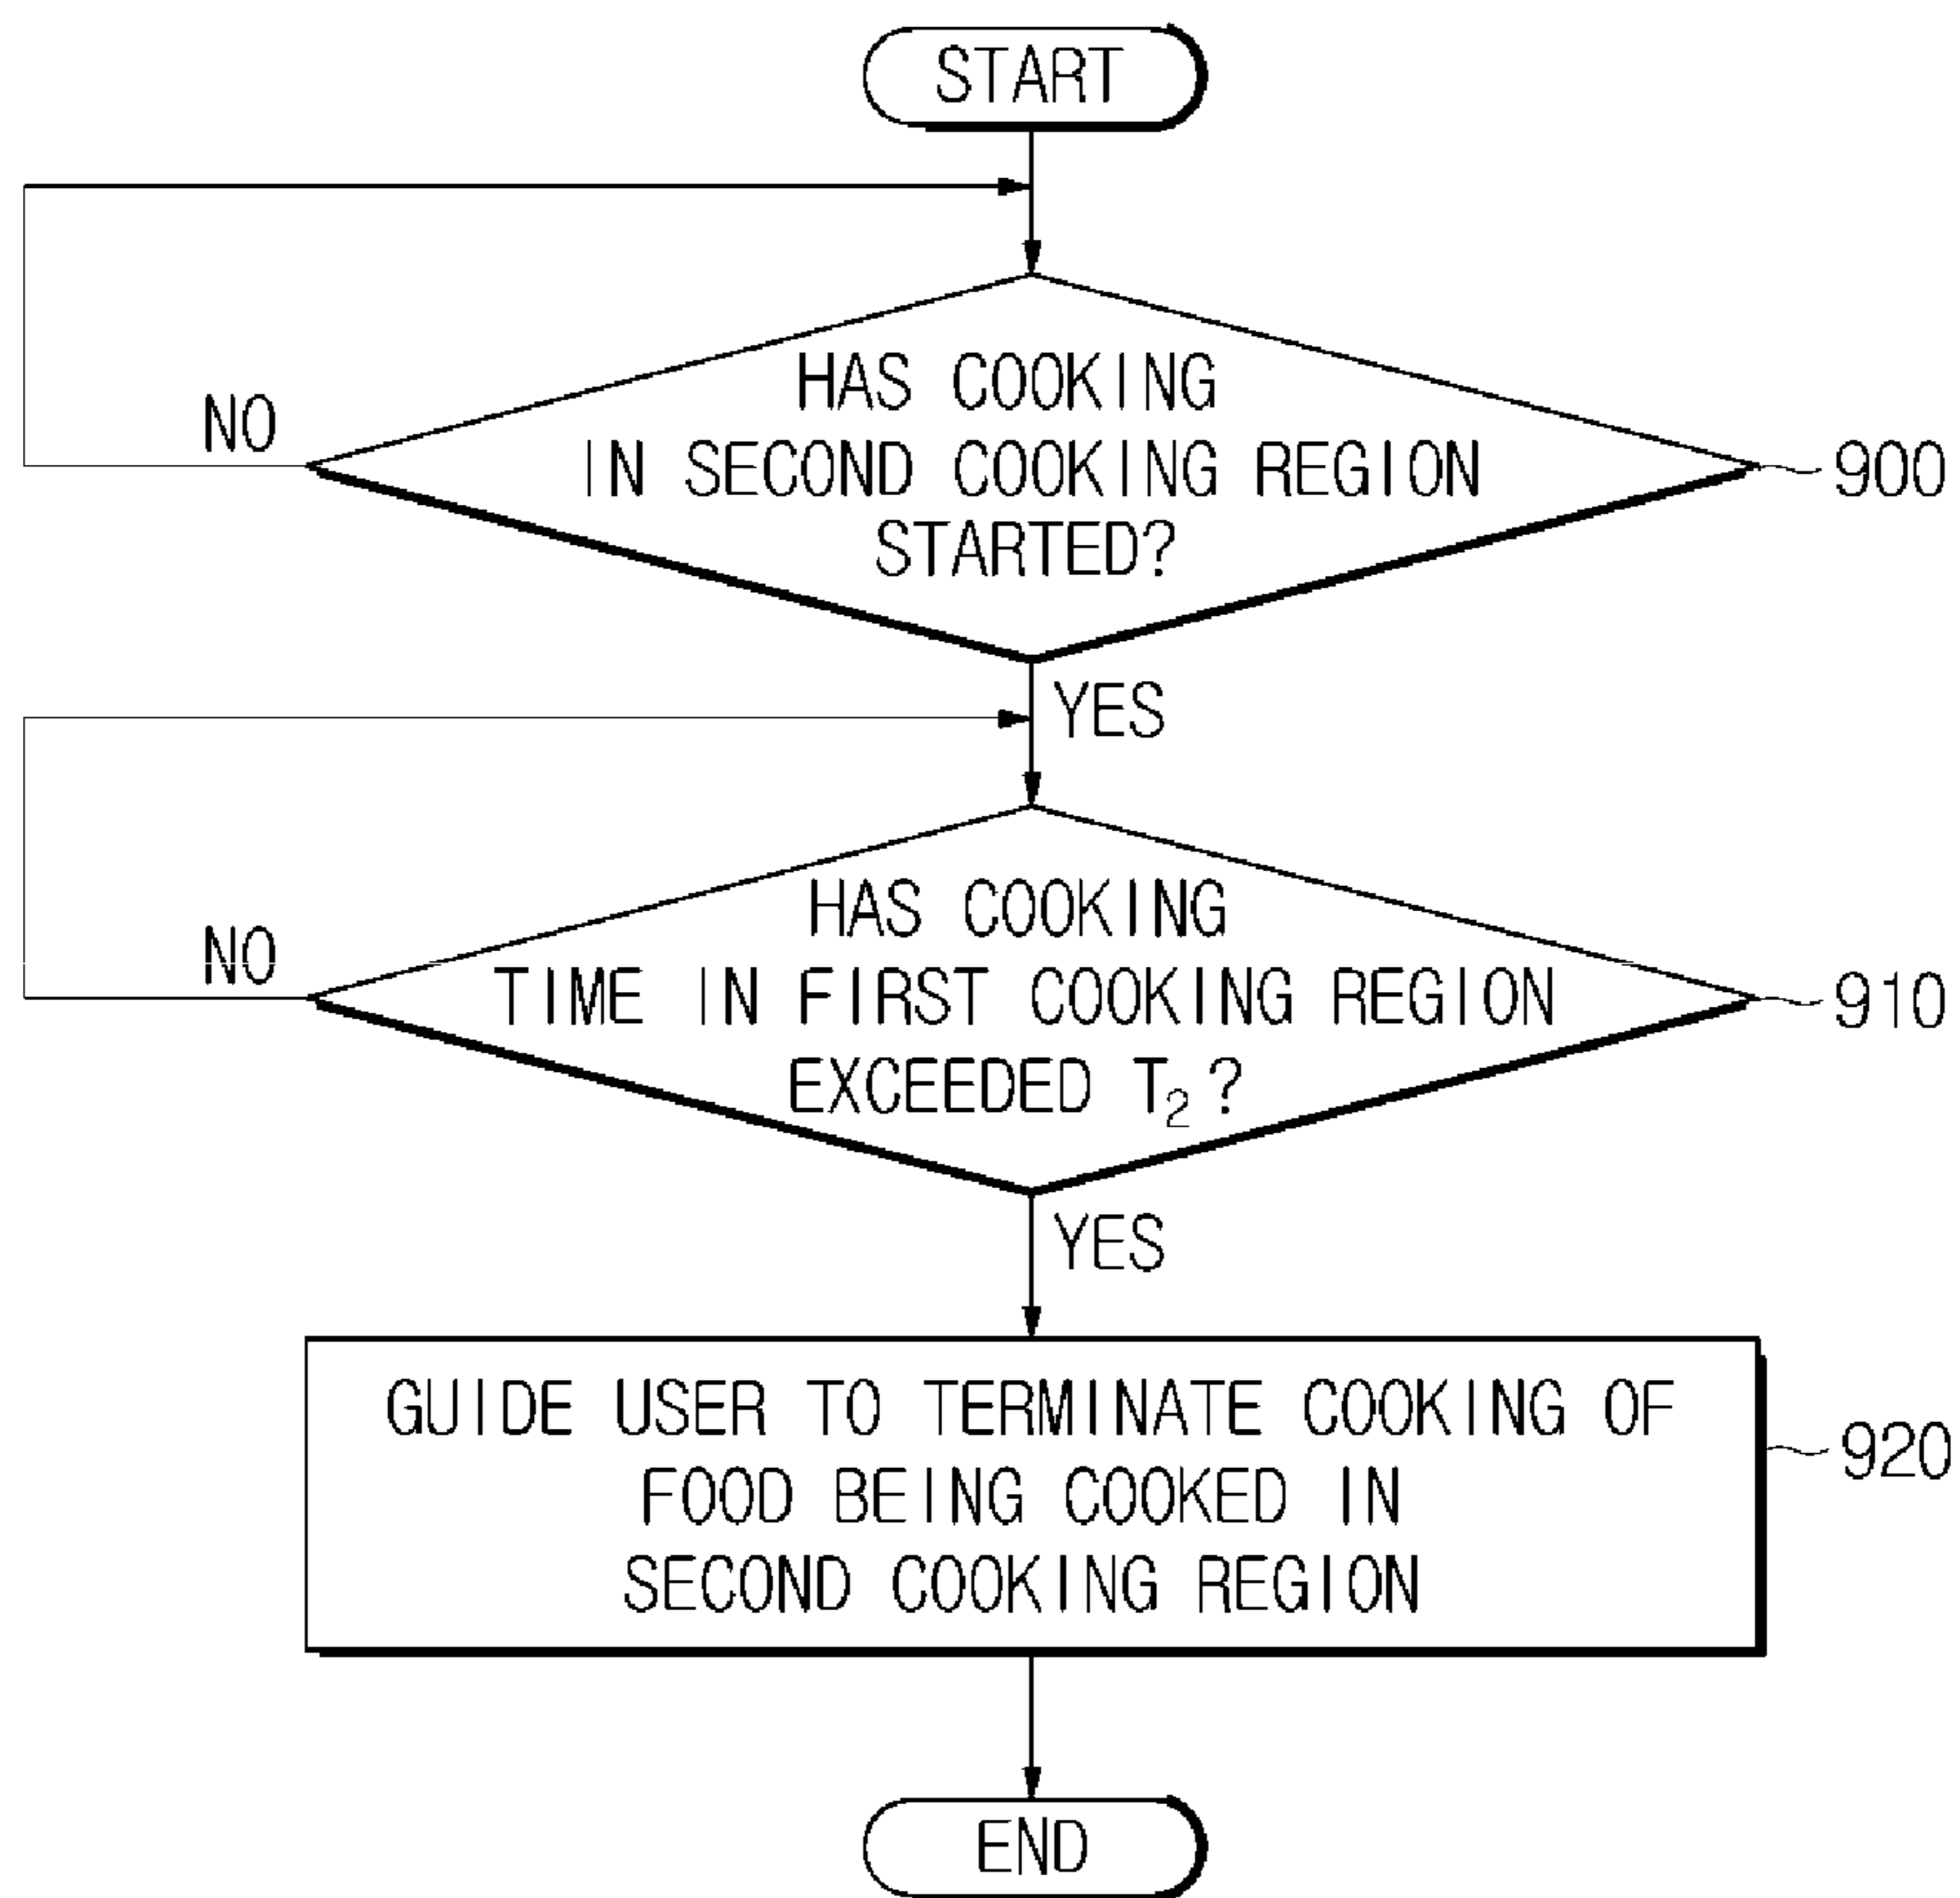 START
HAS COOKING
IN SECOND COOKING REGION
STARTED?
NO
900
YES
HAS COOKING
TIME IN FIRST COOKING REGION
EXCEEDED T₂?
NO
910
YES
GUIDE USER TO TERMINATE COOKING OF
FOOD BEING COOKED IN
SECOND COOKING REGION
920
END